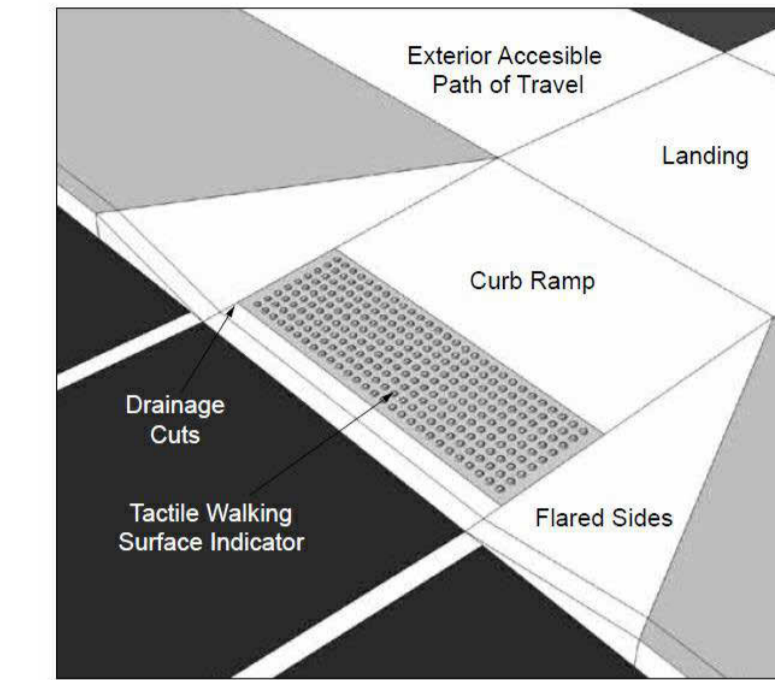 Exterior Accesible
Path of Travel
Landing
Curb Ramp
Drainage
Cuts
Tactile Walking
Surface Indicator
Flared Sides